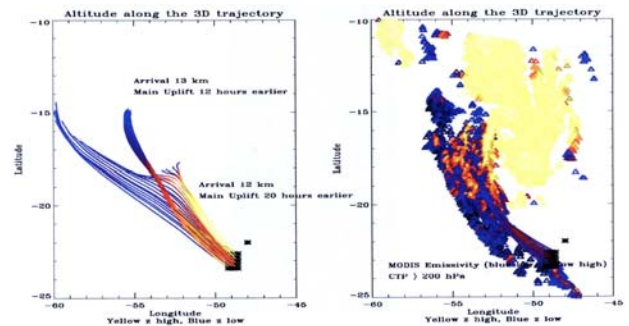 Altitude along the 3D trajectory
-10
-15
-20
-25
Latitude
Arrival 13 km
Main Uplift 12 hours earlier
Arrival 12 km
Main Uplift 20 hours earlier
-60
-55
-50
-45
Longitude
Yellow z high, Blue z low
Altitude along the 3D trajectory
-10
-15
-20
-25
Latitude
MODIS Emissivity (blue high)
CTP > 200 hPa
-60
-55
-50
-45
Longitude
Yellow z high, Blue z low